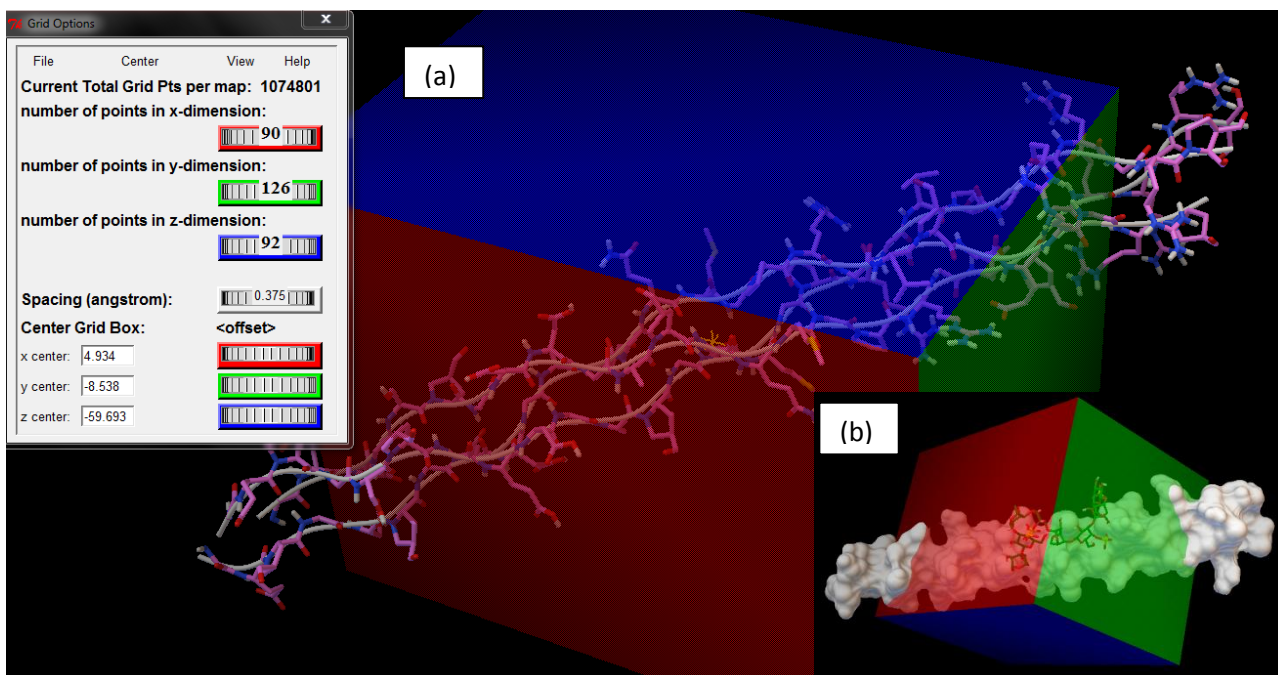 Grid Options
x
File Center View Help
Current Total Grid Pts per map: 1074801
number of points in x-dimension:
90
number of points in y-dimension:
126
number of points in z-dimension:
92
Spacing (angstrom): 0.375
Center Grid Box: <offset>
x center: 4.934
y center: -8.538
z center: -59.693
(a)
(b)